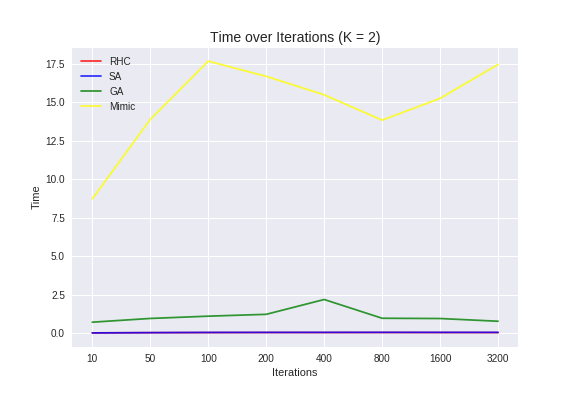 Time over Iterations (K = 2)
RHC
SA
GA
Mimic
17.5
15.0
12.5
10.0
7.5
5.0
2.5
0.0
Time
10 50 100 200 400 800 1600 3200
Iterations